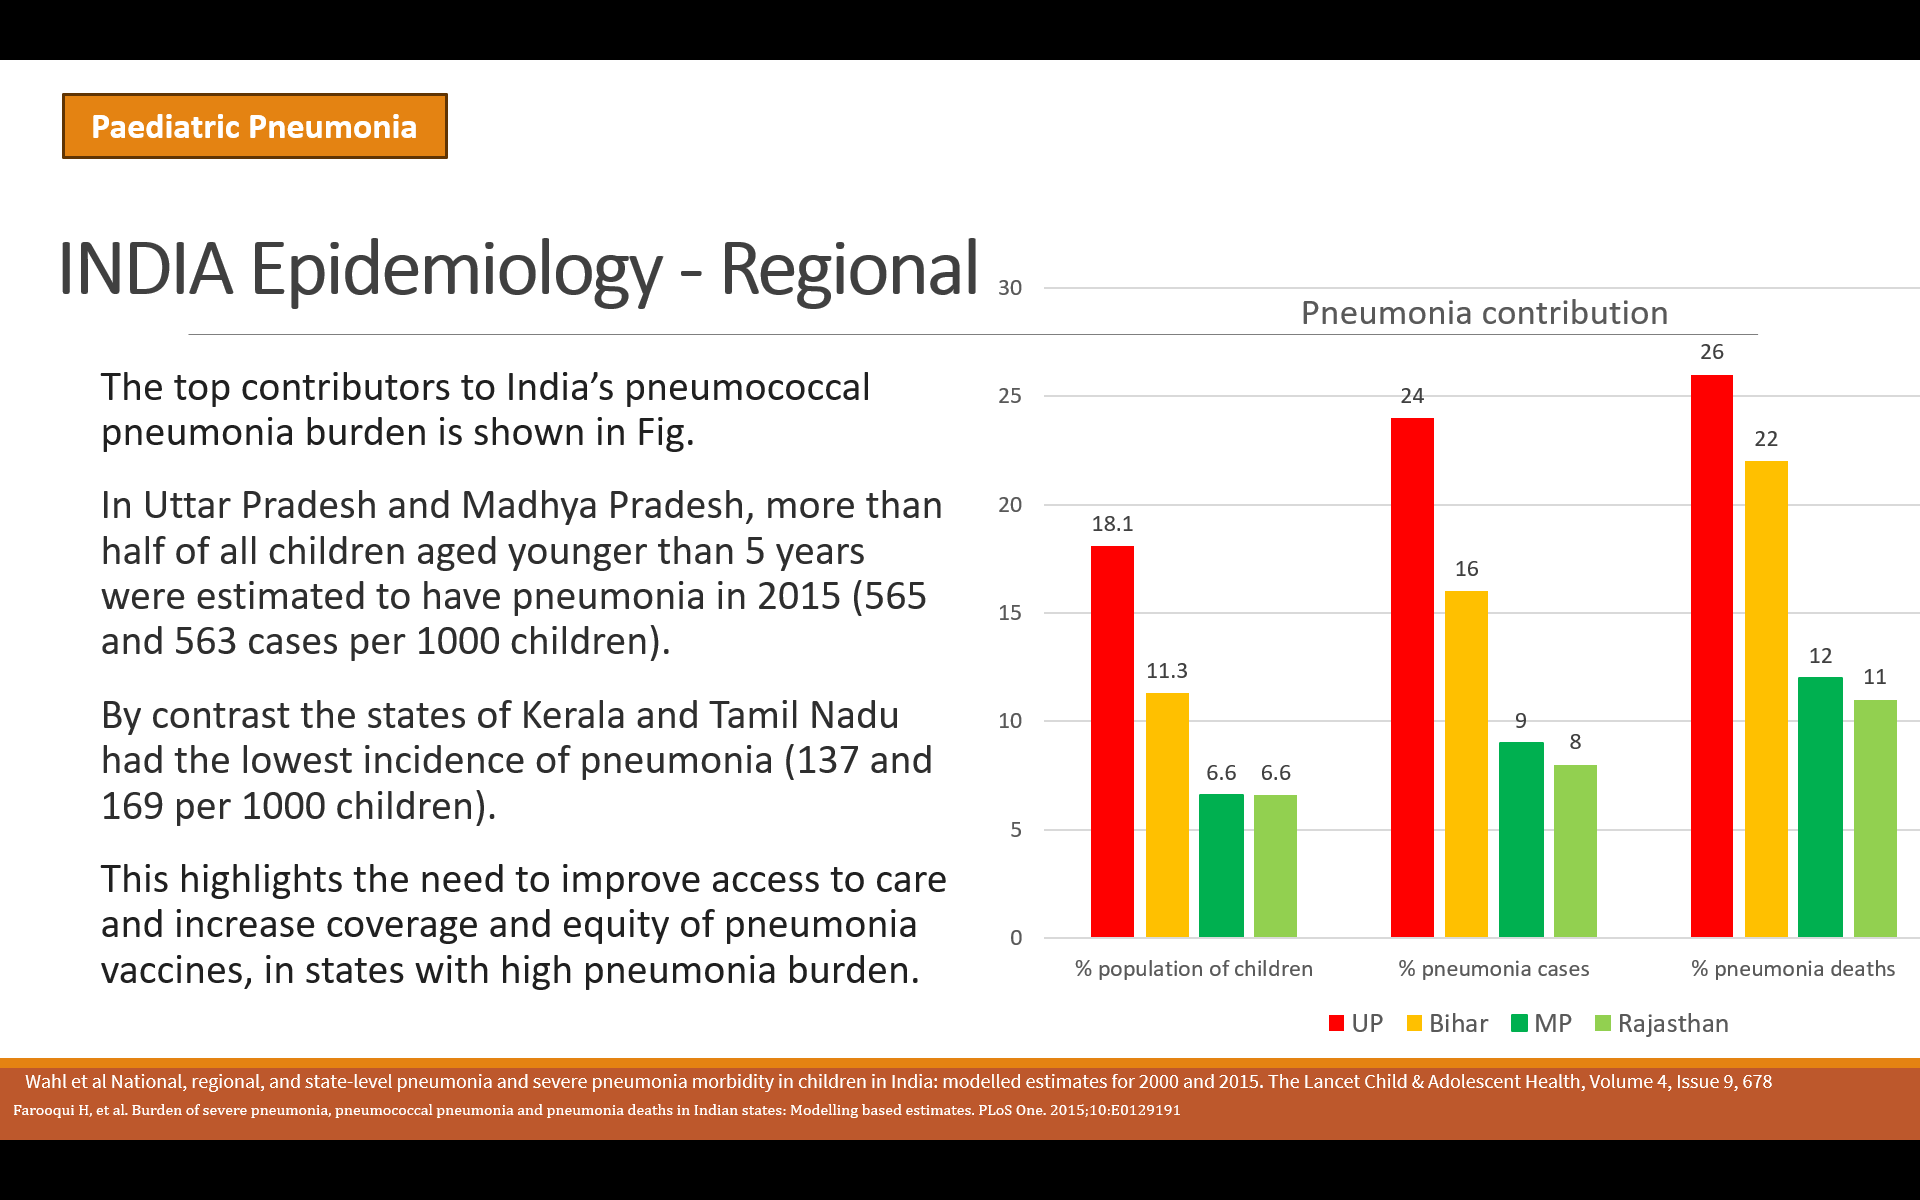 Paediatric Pneumonia
INDIA Epidemiology - Regional
The top contributors to India’s pneumococcal
pneumonia burden is shown in Fig.
In Uttar Pradesh and Madhya Pradesh, more than
half of all children aged younger than 5 years
were estimated to have pneumonia in 2015 (565
and 563 cases per 1000 children).
By contrast the states of Kerala and Tamil Nadu
had the lowest incidence of pneumonia (137 and
169 per 1000 children).
This highlights the need to improve access to care
and increase coverage and equity of pneumonia
vaccines, in states with high pneumonia burden.
Pneumonia contribution
30
25
20
15
10
5
0
18.1
11.3
6.6
6.6
24
16
9
8
26
22
12
11
% population of children
% pneumonia cases
% pneumonia deaths
UP Bihar MP Rajasthan
Wahl et al National, regional, and state-level pneumonia and severe pneumonia morbidity in children in India: modelled estimates for 2000 and 2015. The Lancet Child & Adolescent Health, Volume 4, Issue 9, 678
Farooqui H, et al. Burden of severe pneumonia, pneumococcal pneumonia and pneumonia deaths in Indian states: Modelling based estimates. PLoS One. 2015;10:E0129191